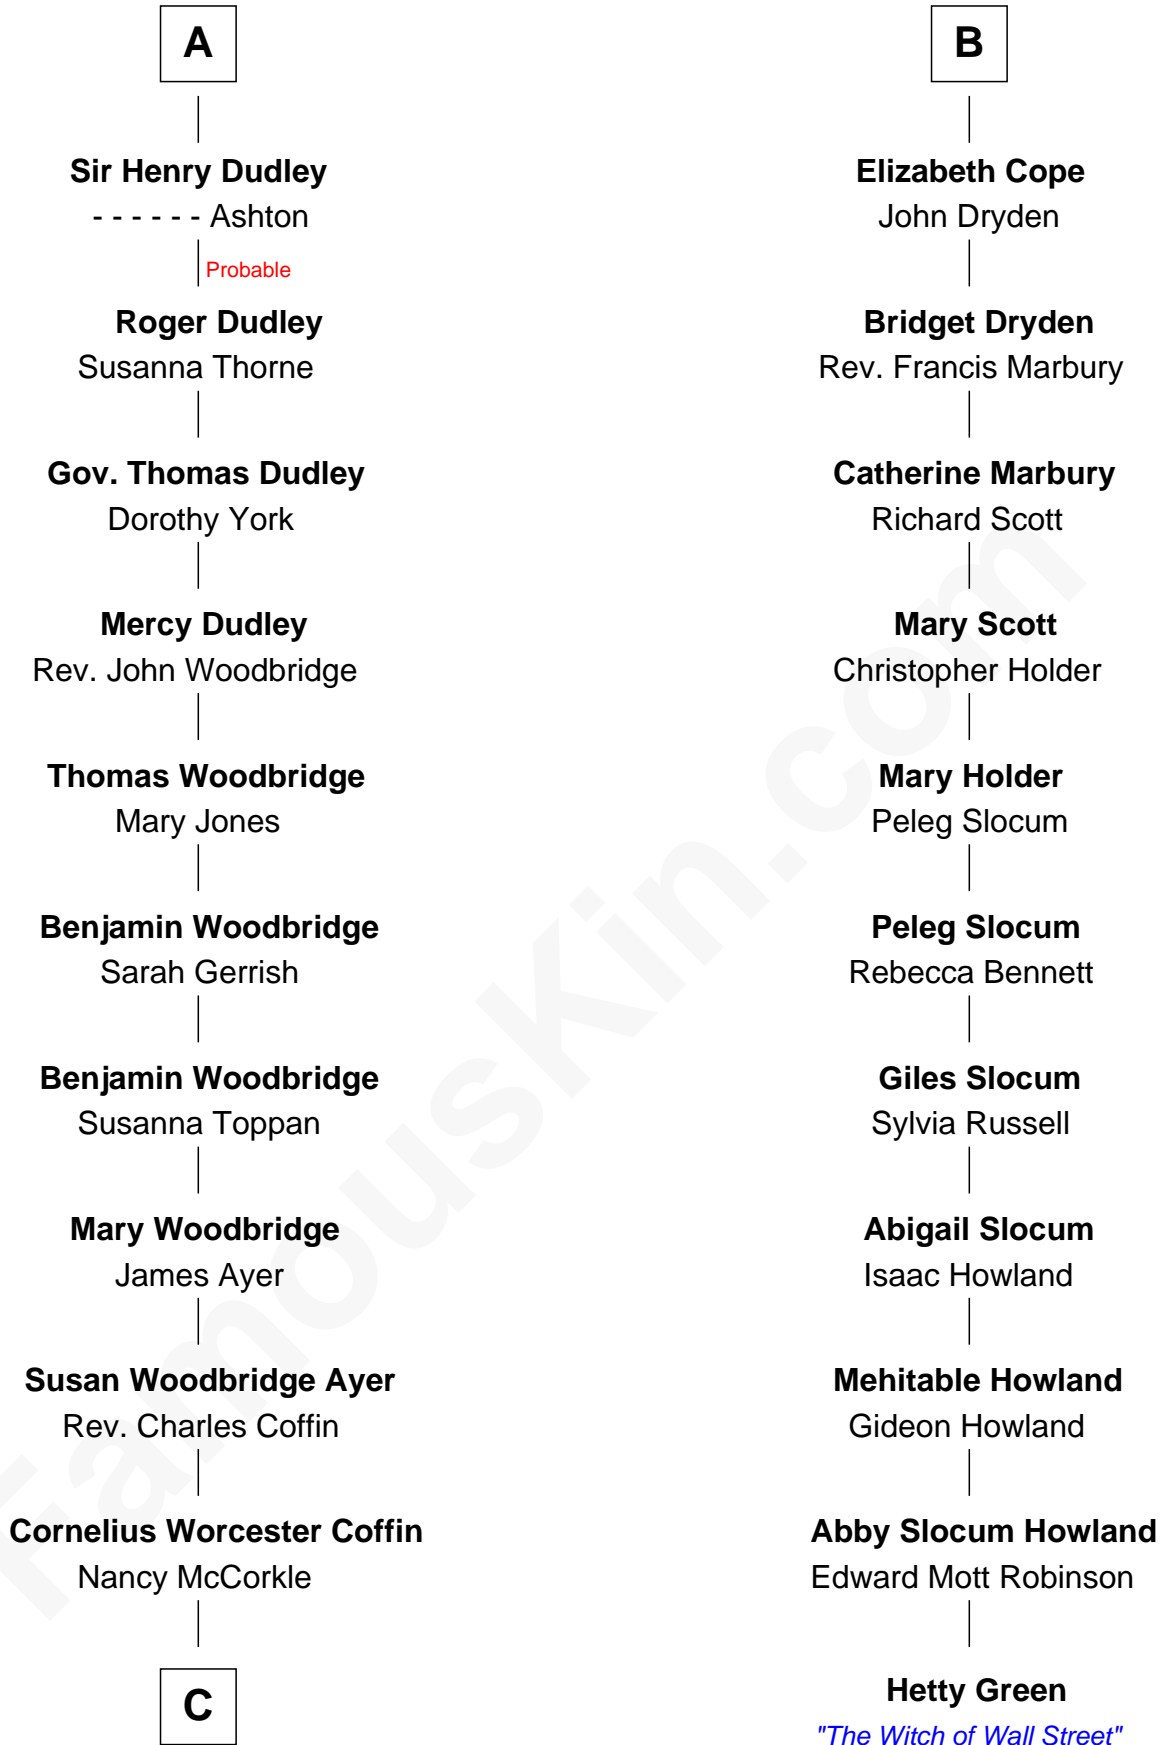 A
Sir Henry Dudley
- - - - - - Ashton
Probable
Roger Dudley
Susanna Thorne
Gov. Thomas Dudley
Dorothy York
Mercy Dudley
Rev. John Woodbridge
Thomas Woodbridge
Mary Jones
Benjamin Woodbridge
Sarah Gerrish
Benjamin Woodbridge
Susanna Toppan
Mary Woodbridge
James Ayer
Susan Woodbridge Ayer
Rev. Charles Coffin
Cornelius Worcester Coffin
Nancy McCorkle
C
B
Elizabeth Cope
John Dryden
Bridget Dryden
Rev. Francis Marbury
Catherine Marbury
Richard Scott
Mary Scott
Christopher Holder
Mary Holder
Peleg Slocum
Peleg Slocum
Rebecca Bennett
Giles Slocum
Sylvia Russell
Abigail Slocum
Isaac Howland
Mehitable Howland
Gideon Howland
Abby Slocum Howland
Edward Mott Robinson
Hetty Green
"The Witch of Wall Street"
FamousKin.com